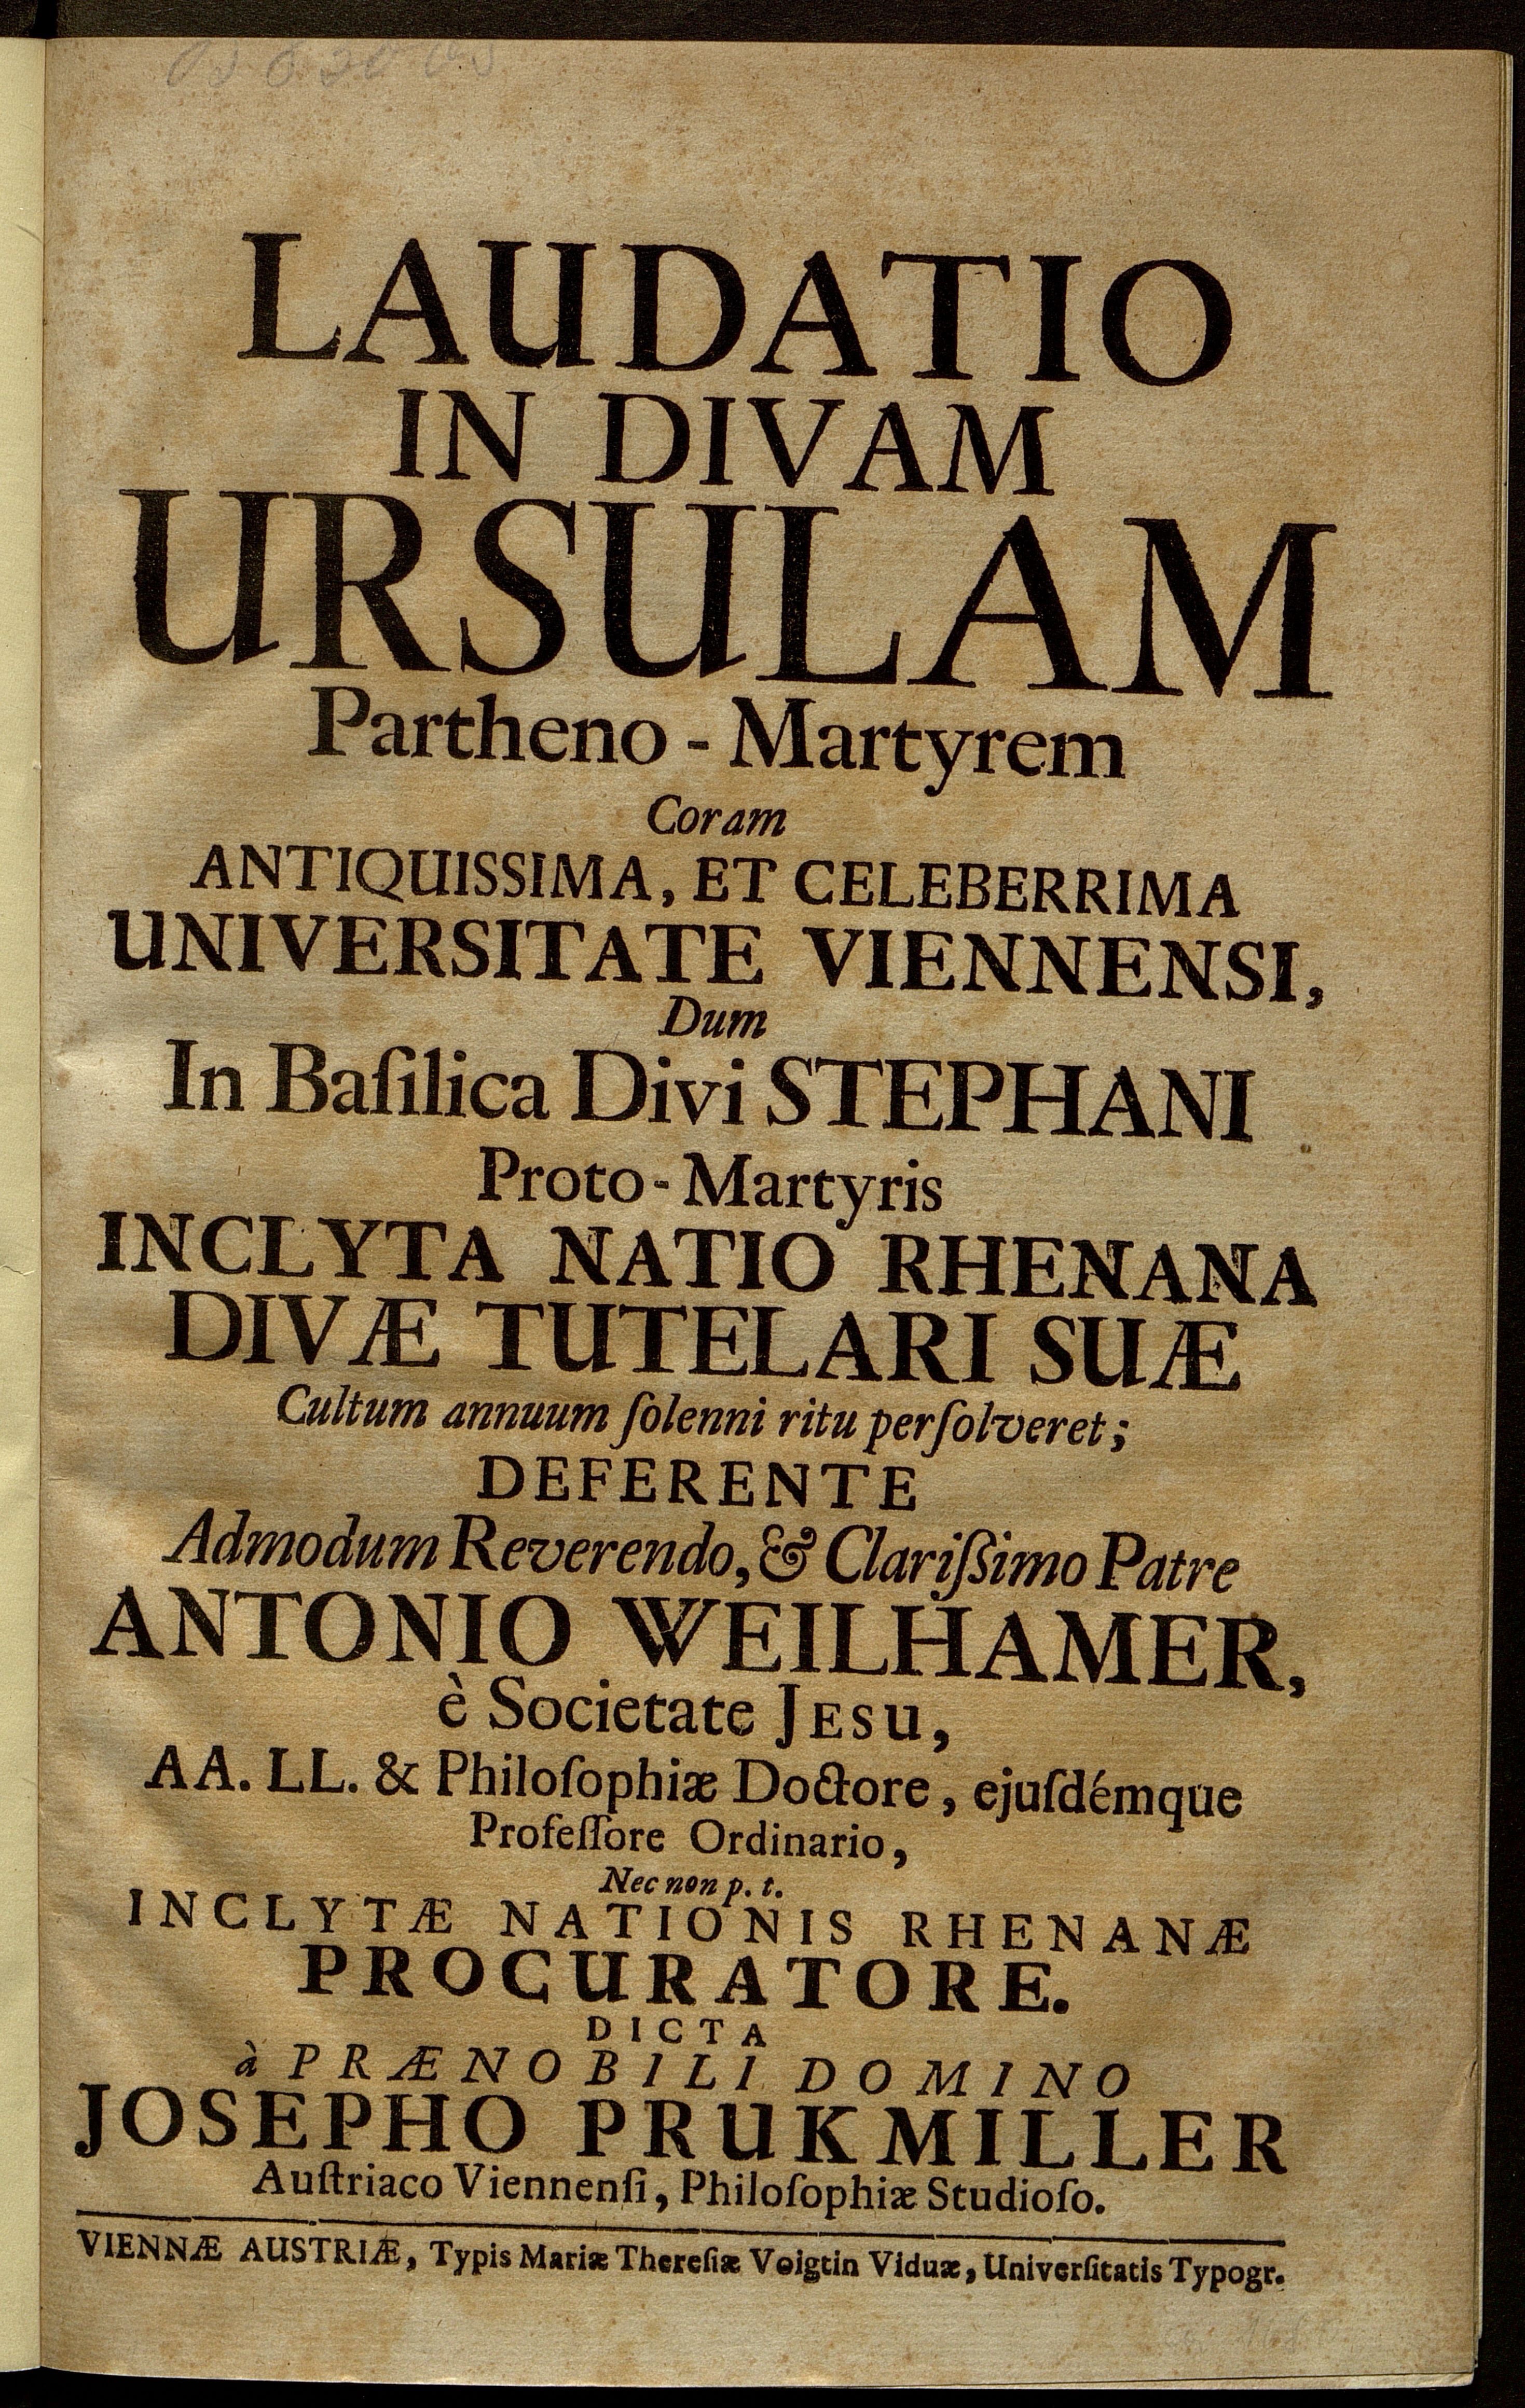 LAUDATIO
IN DIVAM
URSULAM
Partheno-Martyrem
Coram
ANTIQUISSIMA, ET CELEBERRIMA
UNIVERSITATE VIENNENSI,
Dum
In Baſilica Divi STEPHANI
Proto-Martyris
INCLYTA NATIO RHENANA
DIVÆ TUTELARI SUÆ
Cultum annuum ſolenni ritu perſolveret;
DEFERENTE
Admodum Reverendo, & Clariſſimo Patre
ANTONIO WEILHAMER,
è Societate JESU,
AA. LL. & Philoſophiæ Doctore, ejuſdémque
Profeſſore Ordinario,
Nec non p. t.
INCLYTÆ NATIONIS RHENANÆ
PROCURATORE.
DICTA
à PRÆNOBILI DOMINO
JOSEPHO PRUKMILLER
Auſtriaco Viennenſi, Philoſophiæ Studioſo.
VIENNÆ AUSTRIÆ, Typis Mariæ Thereſiæ Voigtin Viduæ, Univerſitatis Typogr.